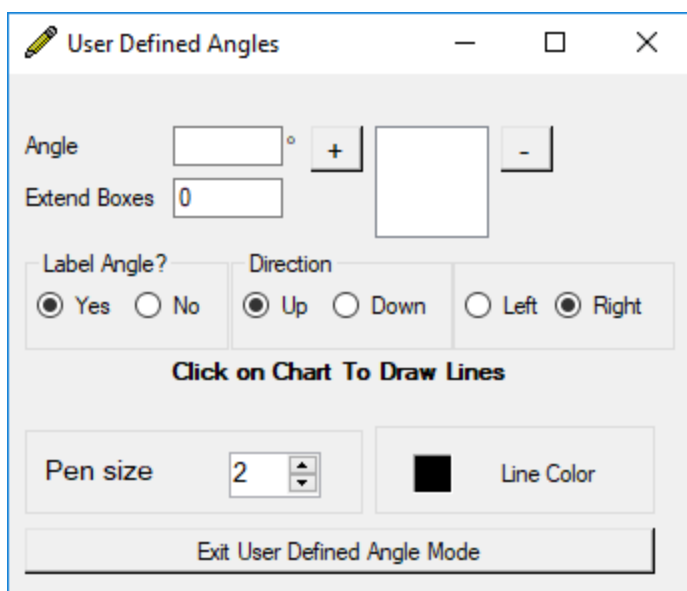 User Defined Angles
Angle ° + -
Extend Boxes 0
Label Angle? Direction
Yes No Up Down Left Right
Click on Chart To Draw Lines
Pen size 2 Line Color
Exit User Defined Angle Mode